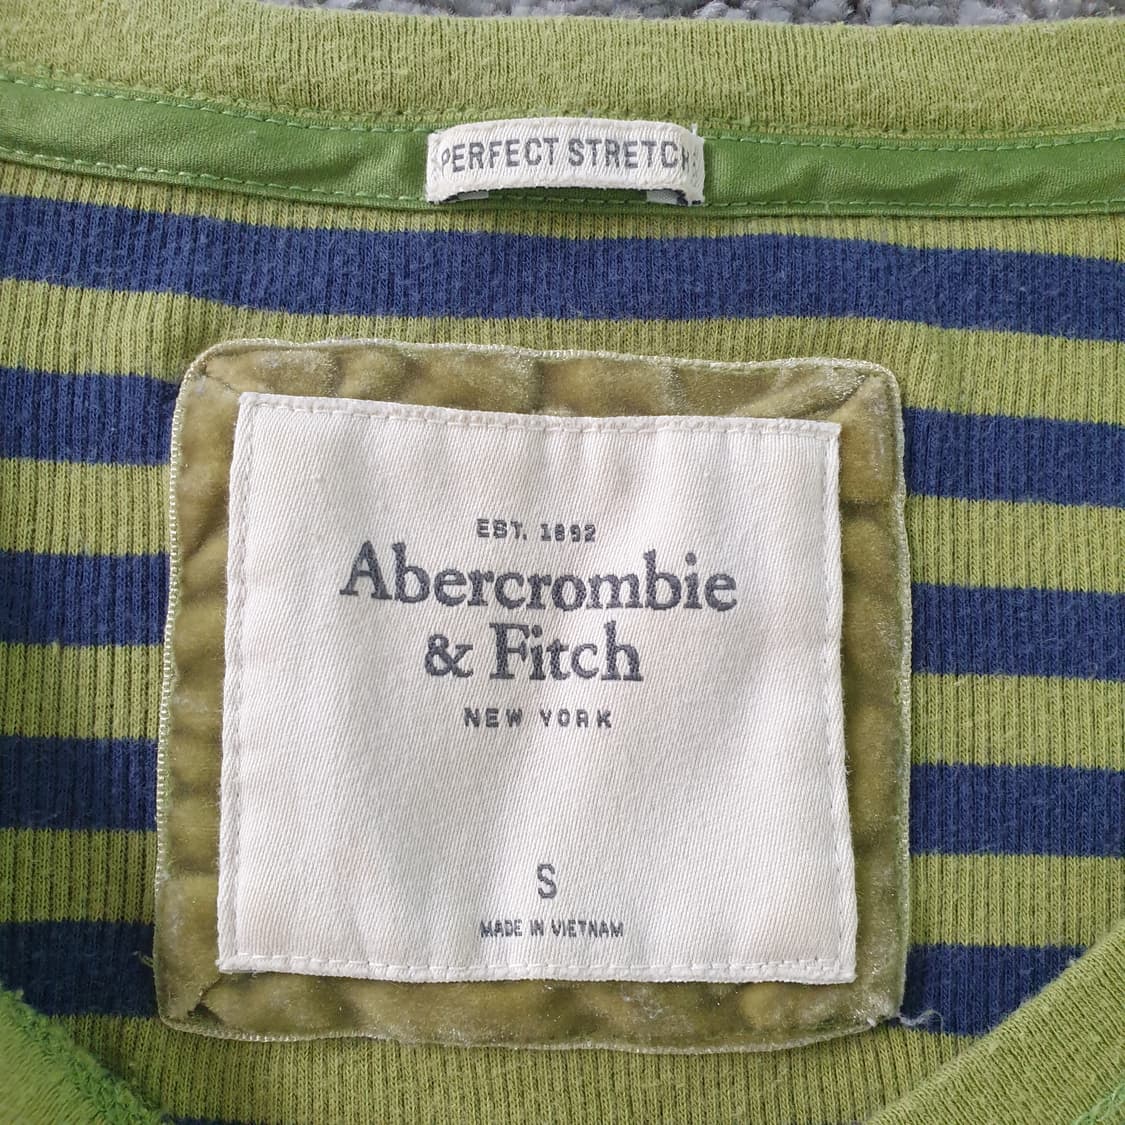 PERFECT STRETCH
EST. 1892
Abercrombie
& Fitch
NEW YORK
S
MADE IN VIETNAM